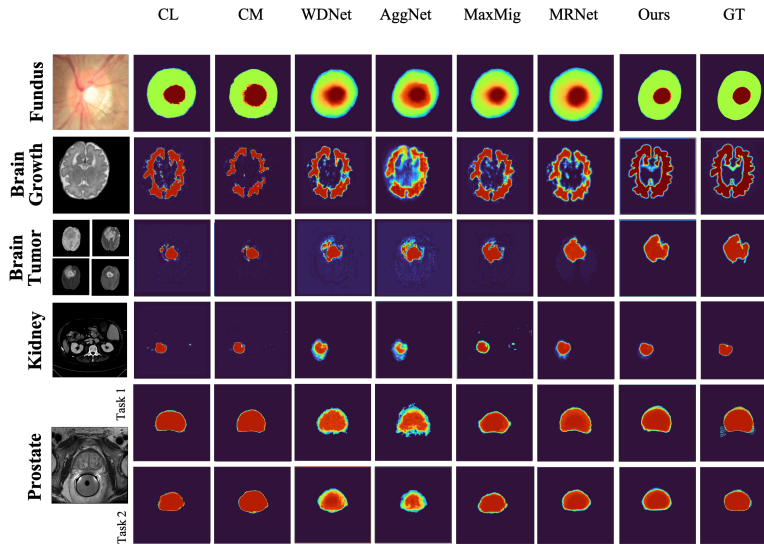 CL CM WDNet AggNet MaxMig MRNet Ours GT
Fundus
Brain
Growth
Brain
Tumor
Kidney
Prostate
Task 1
Task 2